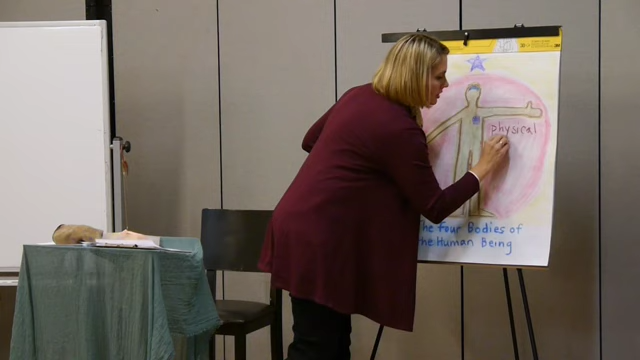 physical
The Four Bodies of
the Human Being